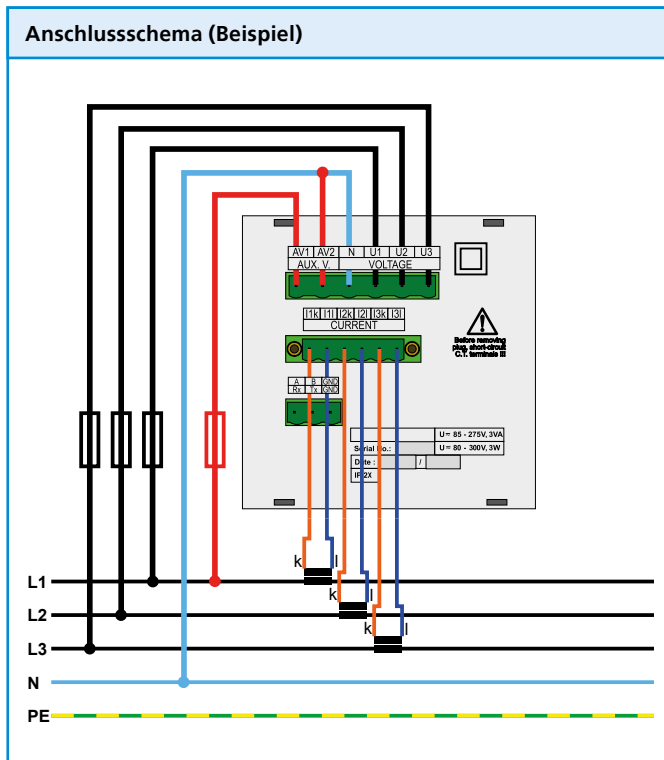 Anschlussschema (Beispiel)
AV1 AV2 N U1 U2 U3
AUX. V. VOLTAGE
I1k I1l I2k I2l I3k I3l
CURRENT
Before removing
plug, short-circuit
C.T. terminals !!!
A B GND
Rx Tx GND
U = 85 - 275V, 3VA
Serial No.: U = 80 - 300V, 3W
Date : /
IP 2X
k l
L1
k l
L2
k l
L3
N
PE